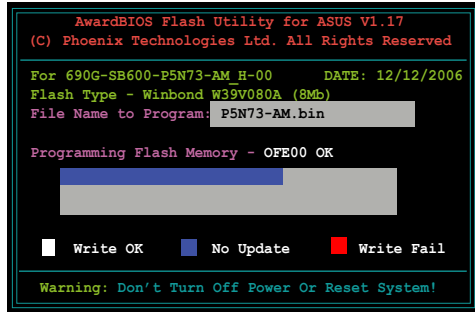 AwardBIOS Flash Utility for ASUS V1.17
(C) Phoenix Technologies Ltd. All Rights Reserved
For 690G-SB600-P5N73-AM_H-00 DATE: 12/12/2006
Flash Type - Winbond W39V080A (8Mb)
File Name to Program: P5N73-AM.bin
Programming Flash Memory - OFE00 OK
Write OK No Update Write Fail
Warning: Don't Turn Off Power Or Reset System!